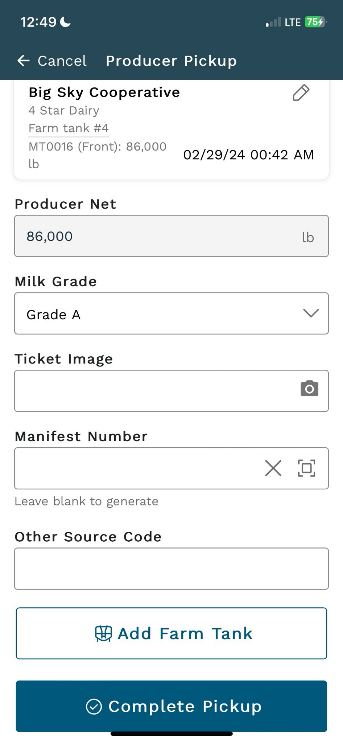 12:49
LTE 75
Cancel Producer Pickup
Big Sky Cooperative
4 Star Dairy
Farm tank #4
MT0016 (Front): 86,000
lb
02/29/24 00:42 AM
Producer Net
86,000 lb
Milk Grade
Grade A
Ticket Image
Manifest Number
Leave blank to generate
Other Source Code
Add Farm Tank
Complete Pickup